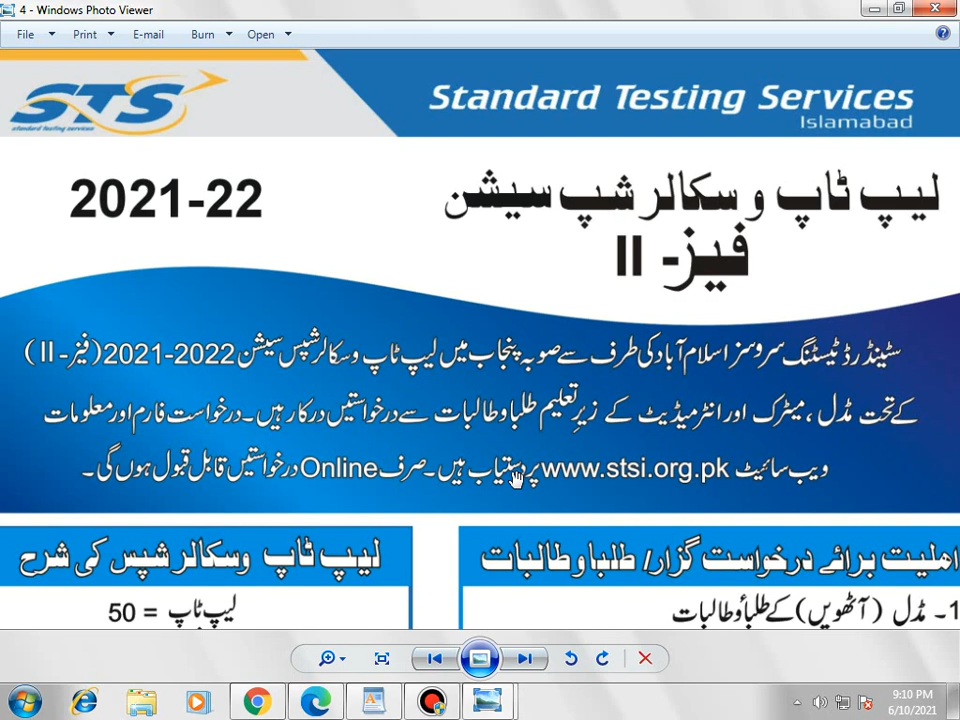 4 - Windows Photo Viewer
File Print E-mail Burn Open
STS
standard testing services
Standard Testing Services
Islamabad
لیپ ٹاپ و سکالر شپ سیشن 2021-22
فیز- II
سٹینڈرڈ ٹیسٹنگ سروسز اسلام آباد کی طرف سے صوبہ پنجاب میں لیپ ٹاپ و سکالرشپس سیشن 2022-2021 (فیز-II)
کے تحت مڈل، میٹرک اور انٹرمیڈیٹ کے زیرِ تعلیم طلبا و طالبات سے درخواستیں درکار ہیں۔ درخواست فارم اور معلومات
ویب سائیٹ www.stsi.org.pk پر دستیاب ہیں۔ صرف Online درخواستیں قابل قبول ہوں گی۔
اہلیت برائے درخواست گزار/ طلبا و طالبات
1۔ مڈل (آٹھویں) کے طلبأ و طالبات
لیپ ٹاپ وسکالر شپس کی شرح
لیپ ٹاپ = 50
9:10 PM
6/10/2021